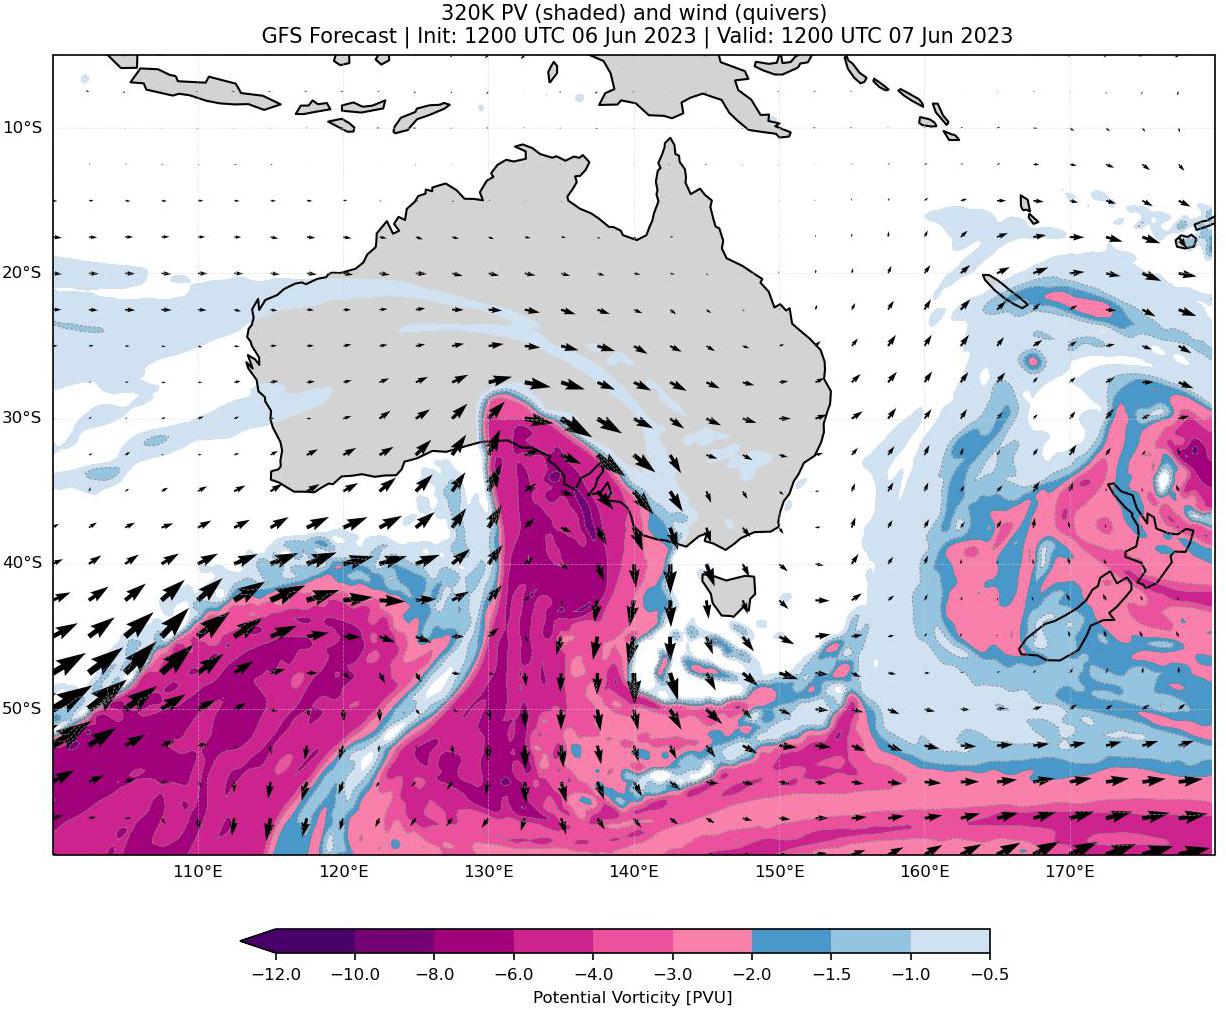 320K PV (shaded) and wind (quivers)
GFS Forecast | Init: 1200 UTC 06 Jun 2023 | Valid: 1200 UTC 07 Jun 2023
10°S
20°S
30°S
40°S
50°S
110°E 120°E 130°E 140°E 150°E 160°E 170°E
−12.0 −10.0 −8.0 −6.0 −4.0 −3.0 −2.0 −1.5 −1.0 −0.5
Potential Vorticity [PVU]